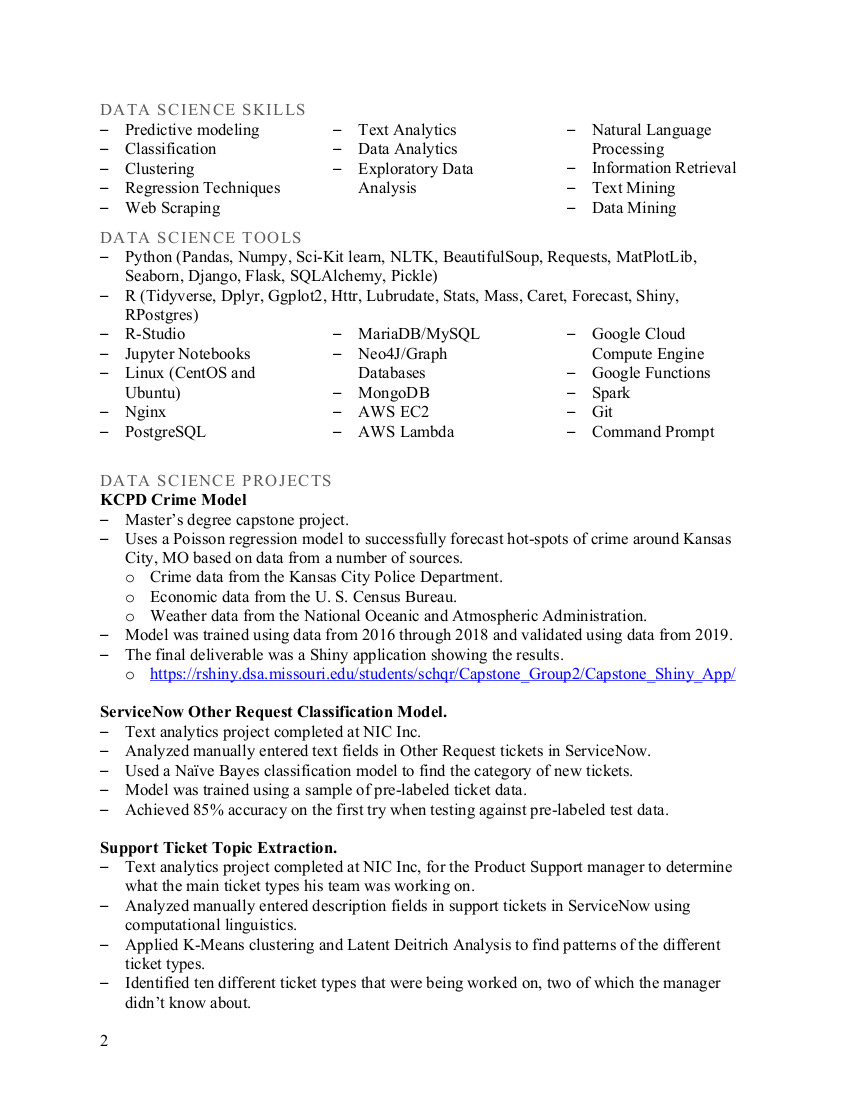 DATA SCIENCE SKILLS
– Predictive modeling
– Classification
– Clustering
– Regression Techniques
– Web Scraping
– Text Analytics
– Data Analytics
– Exploratory Data
Analysis
– Natural Language
Processing
– Information Retrieval
– Text Mining
– Data Mining
DATA SCIENCE TOOLS
– Python (Pandas, Numpy, Sci-Kit learn, NLTK, BeautifulSoup, Requests, MatPlotLib,
Seaborn, Django, Flask, SQLAlchemy, Pickle)
– R (Tidyverse, Dplyr, Ggplot2, Httr, Lubrudate, Stats, Mass, Caret, Forecast, Shiny,
RPostgres)
– R-Studio
– Jupyter Notebooks
– Linux (CentOS and
Ubuntu)
– Nginx
– PostgreSQL
– MariaDB/MySQL
– Neo4J/Graph
Databases
– MongoDB
– AWS EC2
– AWS Lambda
– Google Cloud
Compute Engine
– Google Functions
– Spark
– Git
– Command Prompt
DATA SCIENCE PROJECTS
KCPD Crime Model
– Master’s degree capstone project.
– Uses a Poisson regression model to successfully forecast hot-spots of crime around Kansas
City, MO based on data from a number of sources.
o Crime data from the Kansas City Police Department.
o Economic data from the U. S. Census Bureau.
o Weather data from the National Oceanic and Atmospheric Administration.
– Model was trained using data from 2016 through 2018 and validated using data from 2019.
– The final deliverable was a Shiny application showing the results.
o https://rshiny.dsa.missouri.edu/students/schqr/Capstone_Group2/Capstone_Shiny_App/
ServiceNow Other Request Classification Model.
– Text analytics project completed at NIC Inc.
– Analyzed manually entered text fields in Other Request tickets in ServiceNow.
– Used a Naïve Bayes classification model to find the category of new tickets.
– Model was trained using a sample of pre-labeled ticket data.
– Achieved 85% accuracy on the first try when testing against pre-labeled test data.
Support Ticket Topic Extraction.
– Text analytics project completed at NIC Inc, for the Product Support manager to determine
what the main ticket types his team was working on.
– Analyzed manually entered description fields in support tickets in ServiceNow using
computational linguistics.
– Applied K-Means clustering and Latent Deitrich Analysis to find patterns of the different
ticket types.
– Identified ten different ticket types that were being worked on, two of which the manager
didn’t know about.
2